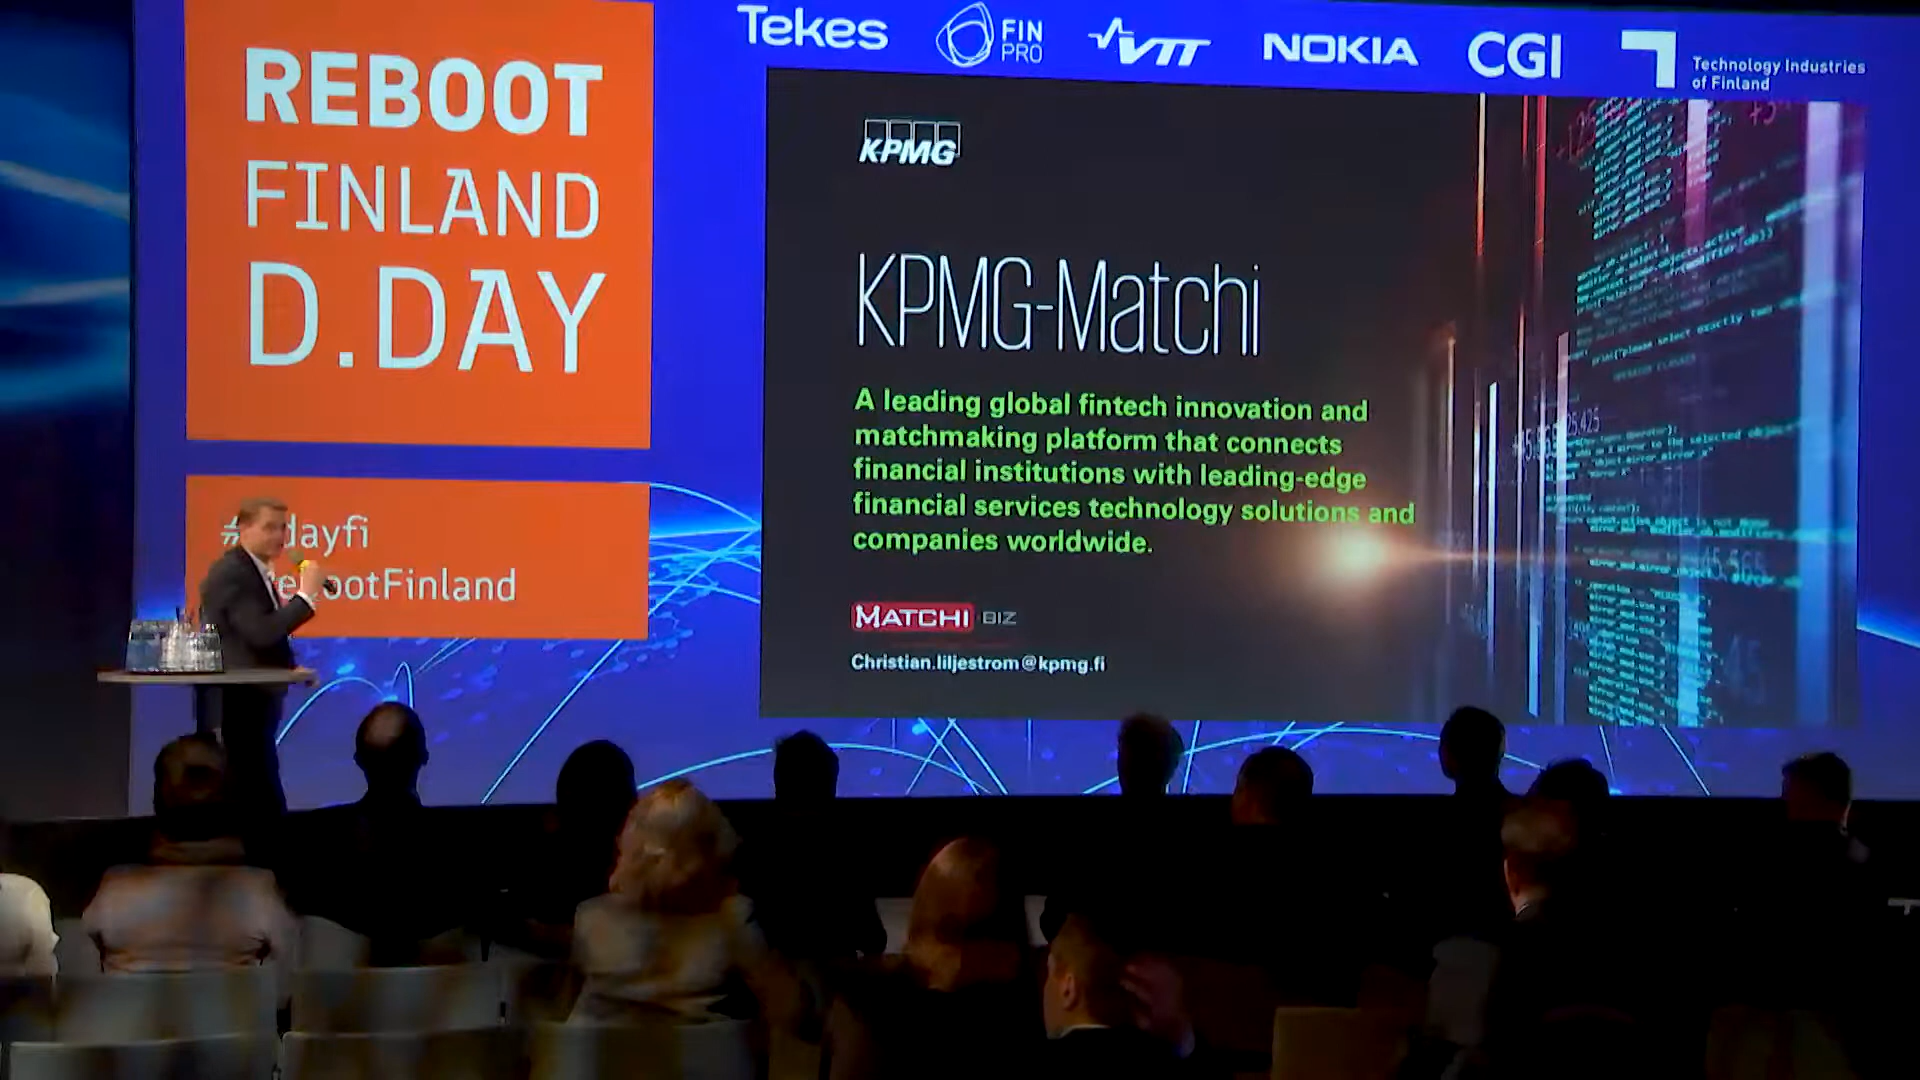 REBOOT
FINLAND
D.DAY
dayfi
ootFinland
Tekes
FIN
PRO
VTT
NOKIA
CGI
Technology Industries
of Finland
KPMG
KPMG-Matchi
A leading global fintech innovation and
matchmaking platform that connects
financial institutions with leading-edge
financial services technology solutions and
companies worldwide.
MATCHI BIZ
Christian.liljestrom@kpmg.fi